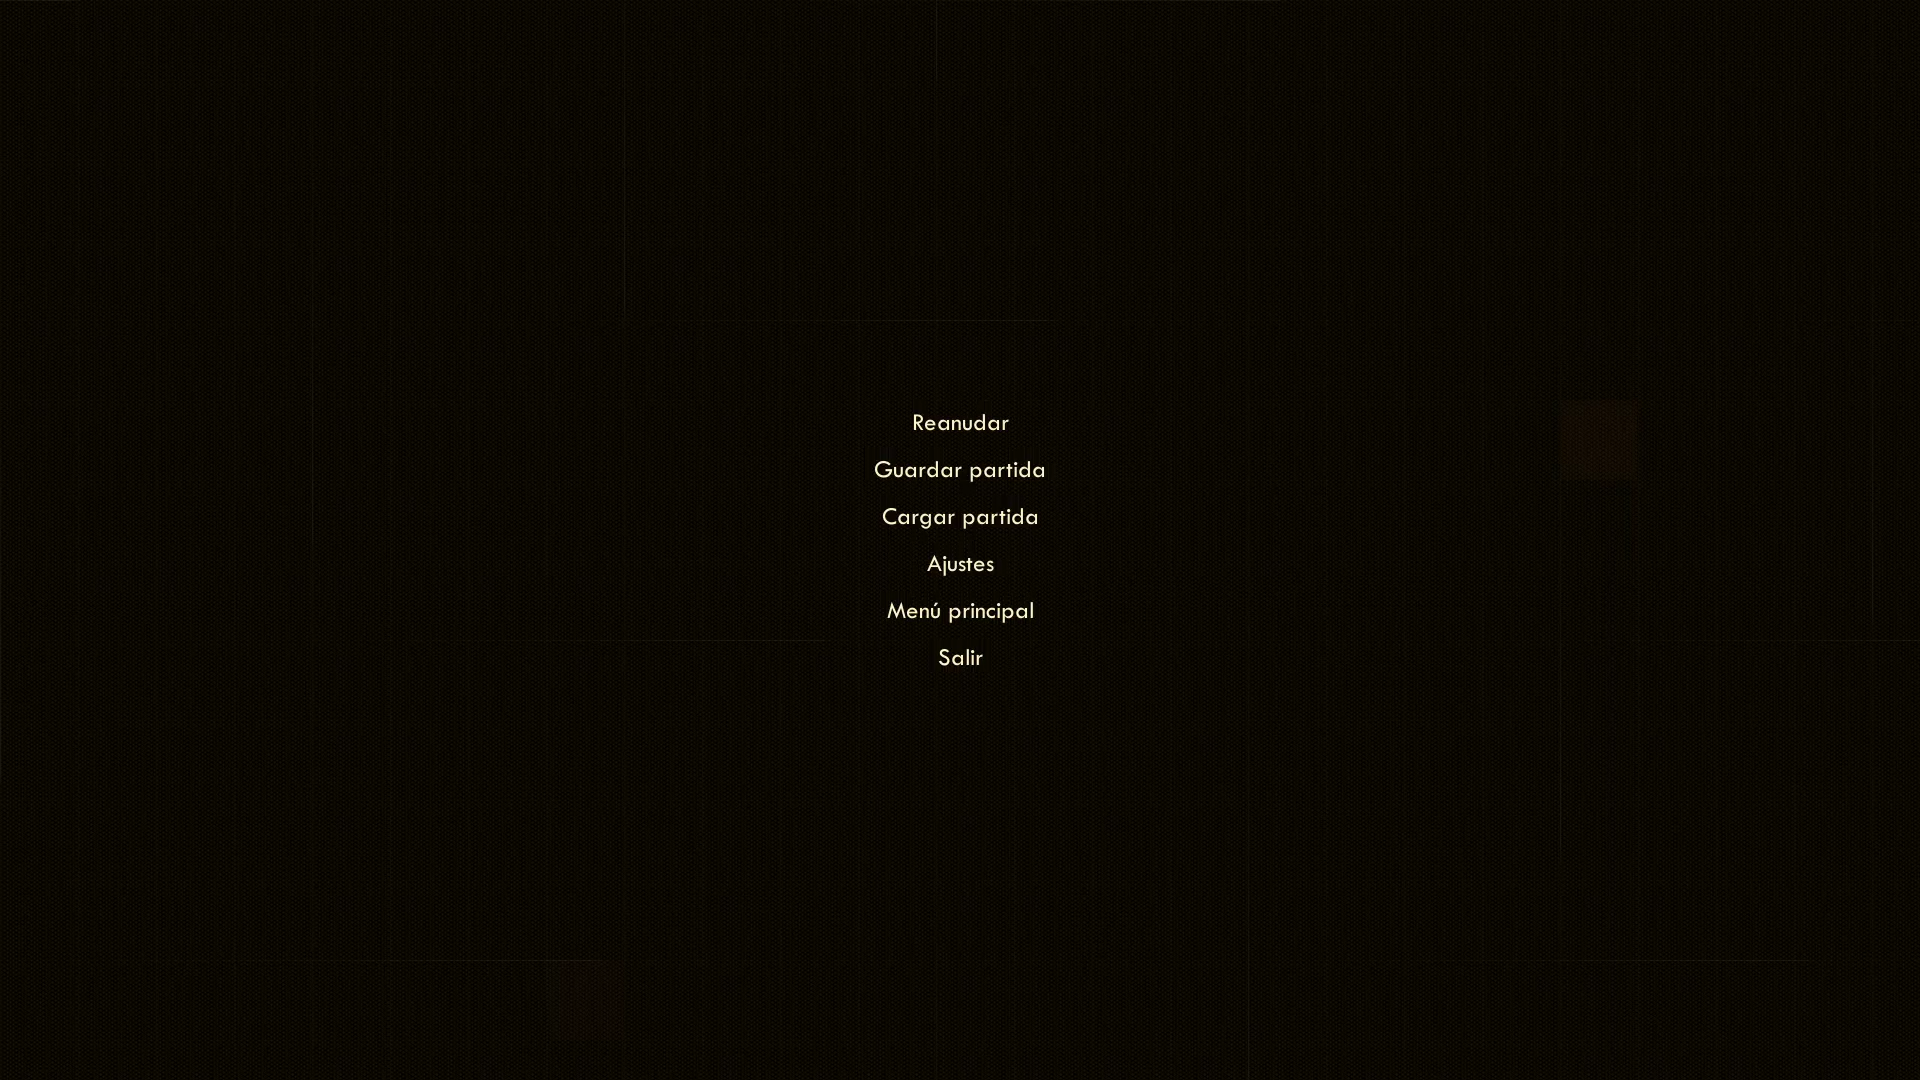 Reanudar
Guardar partida
Cargar partida
Ajustes
Menú principal
Salir